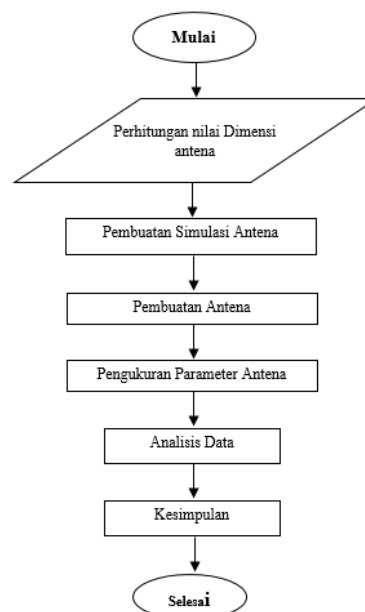 Mulai
Perhitungan nilai Dimensi
antena
Pembuatan Simulasi Antena
Pembuatan Antena
Pengukuran Parameter Antena
Analisis Data
Kesimpulan
Selesai